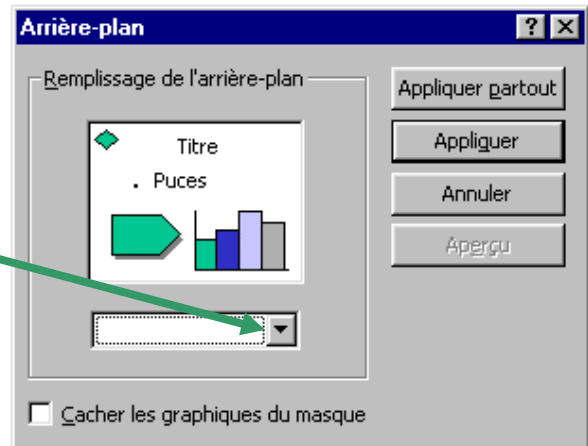 Arrière-plan
Remplissage de l'arrière-plan
Titre
. Puces
Appliquer partout
Appliquer
Annuler
Aperçu
Cacher les graphiques du masque